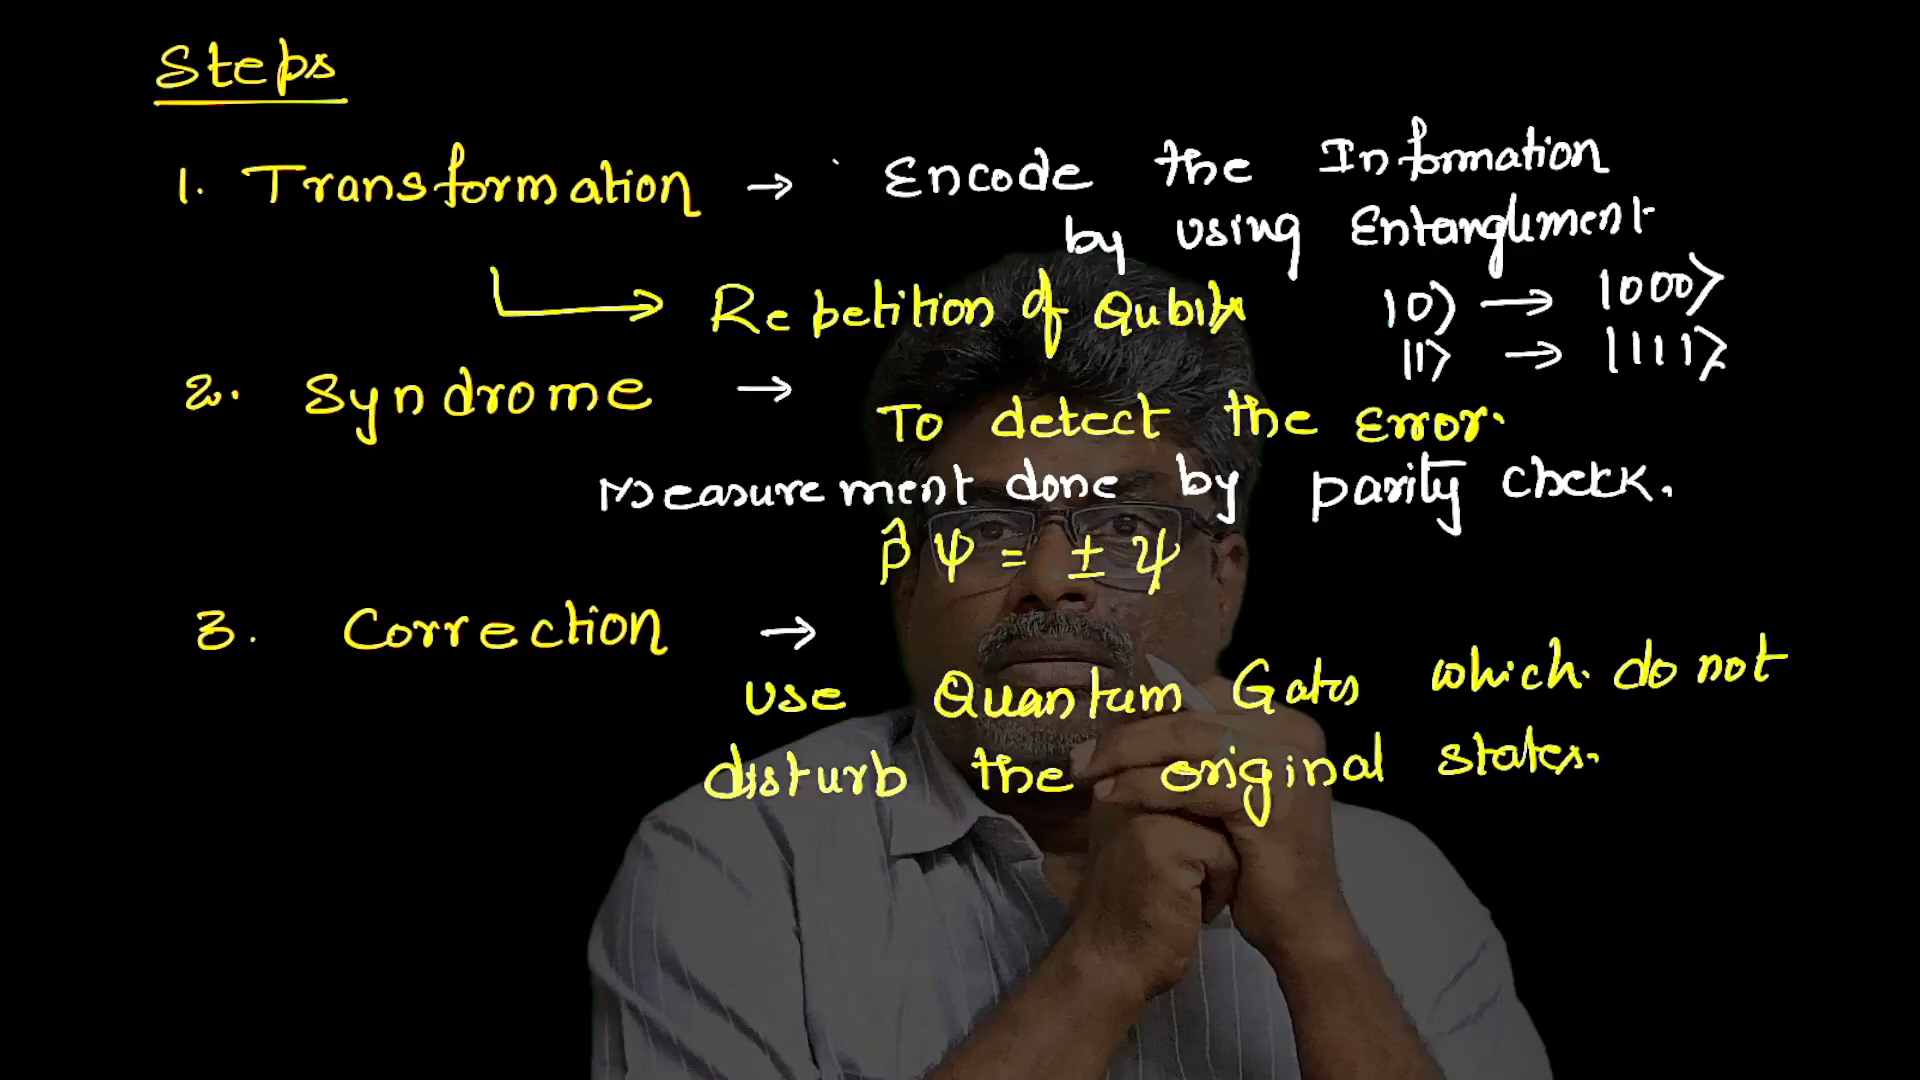 Steps
1. Transformation → Encode the Information
by using Entanglement
Repetition of Qubits |0⟩ → |000⟩
|1⟩ → |111⟩
2. Syndrome →
To detect the Error.
Measurement done by parity check.
P̂ ψ = ± ψ
3. Correction →
Use Quantum Gates which do not
disturb the original states.